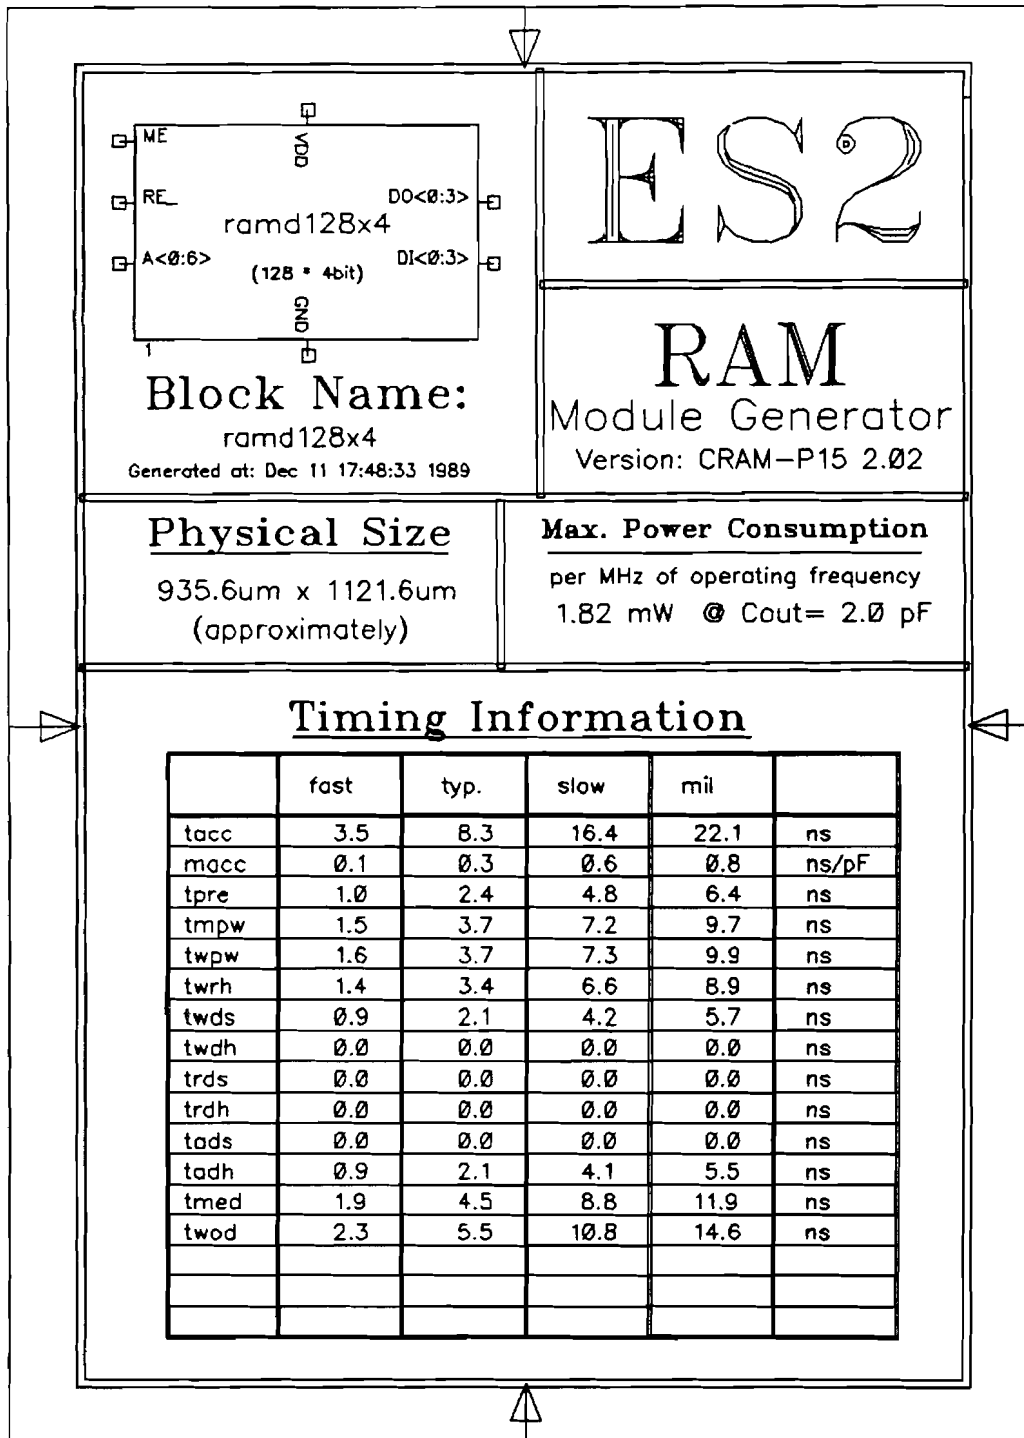 ME
VDD
RE_
DO<0:3>
ramd128x4
A<0:6>
(128 * 4bit)
DI<0:3>
GND
1
Block Name:
ramd128x4
Generated at: Dec 11 17:48:33 1989
ES2
RAM
Module Generator
Version: CRAM-P15 2.02
Physical Size
935.6um x 1121.6um
(approximately)
Max. Power Consumption
per MHz of operating frequency
1.82 mW @ Cout= 2.0 pF
Timing Information
fast typ. slow mil
tacc 3.5 8.3 16.4 22.1 ns
macc 0.1 0.3 0.6 0.8 ns/pF
tpre 1.0 2.4 4.8 6.4 ns
tmpw 1.5 3.7 7.2 9.7 ns
twpw 1.6 3.7 7.3 9.9 ns
twrh 1.4 3.4 6.6 8.9 ns
twds 0.9 2.1 4.2 5.7 ns
twdh 0.0 0.0 0.0 0.0 ns
trds 0.0 0.0 0.0 0.0 ns
trdh 0.0 0.0 0.0 0.0 ns
tads 0.0 0.0 0.0 0.0 ns
tadh 0.9 2.1 4.1 5.5 ns
tmed 1.9 4.5 8.8 11.9 ns
twod 2.3 5.5 10.8 14.6 ns